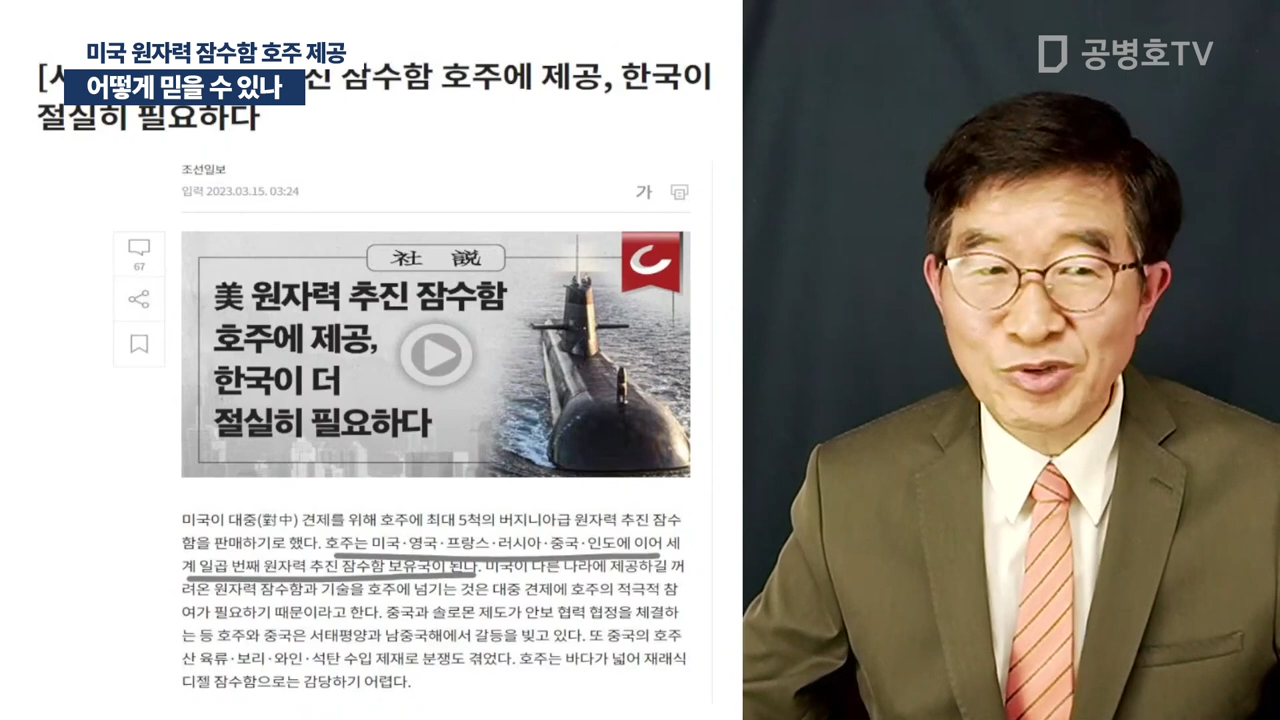 미국 원자력 잠수함 호주 제공
어떻게 믿을 수 있나
공병호TV
추진 잠수함 호주에 제공, 한국이
절실히 필요하다
조선일보
입력 2023.03.15. 03:24
가
67
社說
美 원자력 추진 잠수함
호주에 제공,
한국이 더
절실히 필요하다
미국이 대중(對中) 견제를 위해 호주에 최대 5척의 버지니아급 원자력 추진 잠수
함을 판매하기로 했다. 호주는 미국·영국·프랑스·러시아·중국·인도에 이어 세
계 일곱 번째 원자력 추진 잠수함 보유국이 된다. 미국이 다른 나라에 제공하길 꺼
려온 원자력 잠수함과 기술을 호주에 넘기는 것은 대중 견제에 호주의 적극적 참
여가 필요하기 때문이라고 한다. 중국과 솔로몬 제도가 안보 협력 협정을 체결하
는 등 호주와 중국은 서태평양과 남중국해에서 갈등을 빚고 있다. 또 중국의 호주
산 육류·보리·와인·석탄 수입 제재로 분쟁도 겪었다. 호주는 바다가 넓어 재래식
디젤 잠수함으로는 감당하기 어렵다.